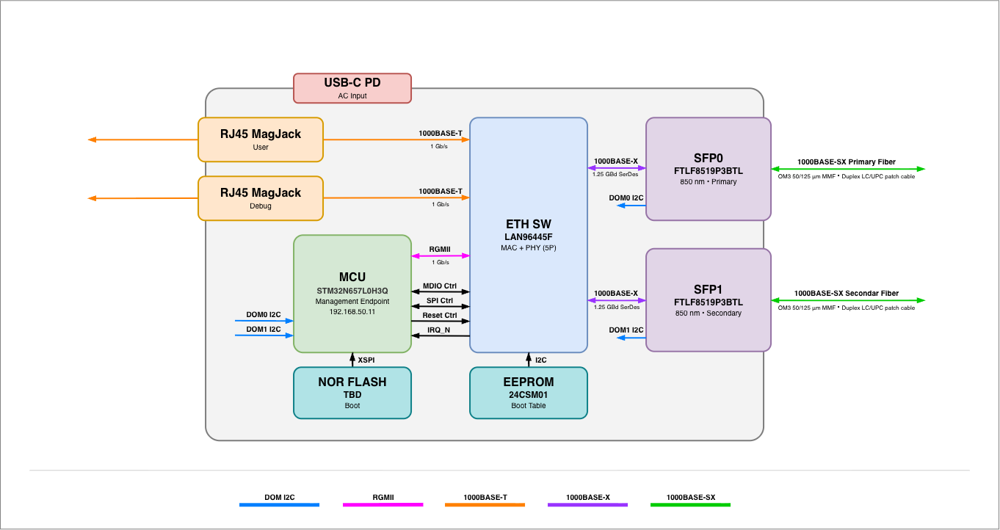 USB-C PD
AC Input
RJ45 MagJack
User
1000BASE-T
1 Gb/s
RJ45 MagJack
Debug
1000BASE-T
1 Gb/s
ETH SW
LAN96445F
MAC + PHY (5P)
1000BASE-X
1.25 GBd SerDes
DOM0 I2C
SFP0
FTLF8519P3BTL
850 nm • Primary
1000BASE-SX Primary Fiber
OM3 50/125 µm MMF • Duplex LC/UPC patch cable
MCU
STM32N657L0H3Q
Management Endpoint
192.168.50.11
RGMII
1 Gb/s
MDIO Ctrl
SPI Ctrl
Reset Ctrl
IRQ_N
DOM0 I2C
DOM1 I2C
1000BASE-X
1.25 GBd SerDes
DOM1 I2C
SFP1
FTLF8519P3BTL
850 nm • Secondary
1000BASE-SX Secondar Fiber
OM3 50/125 µm MMF • Duplex LC/UPC patch cable
XSPI
I2C
NOR FLASH
TBD
Boot
EEPROM
24CSM01
Boot Table
DOM I2C
RGMII
1000BASE-T
1000BASE-X
1000BASE-SX